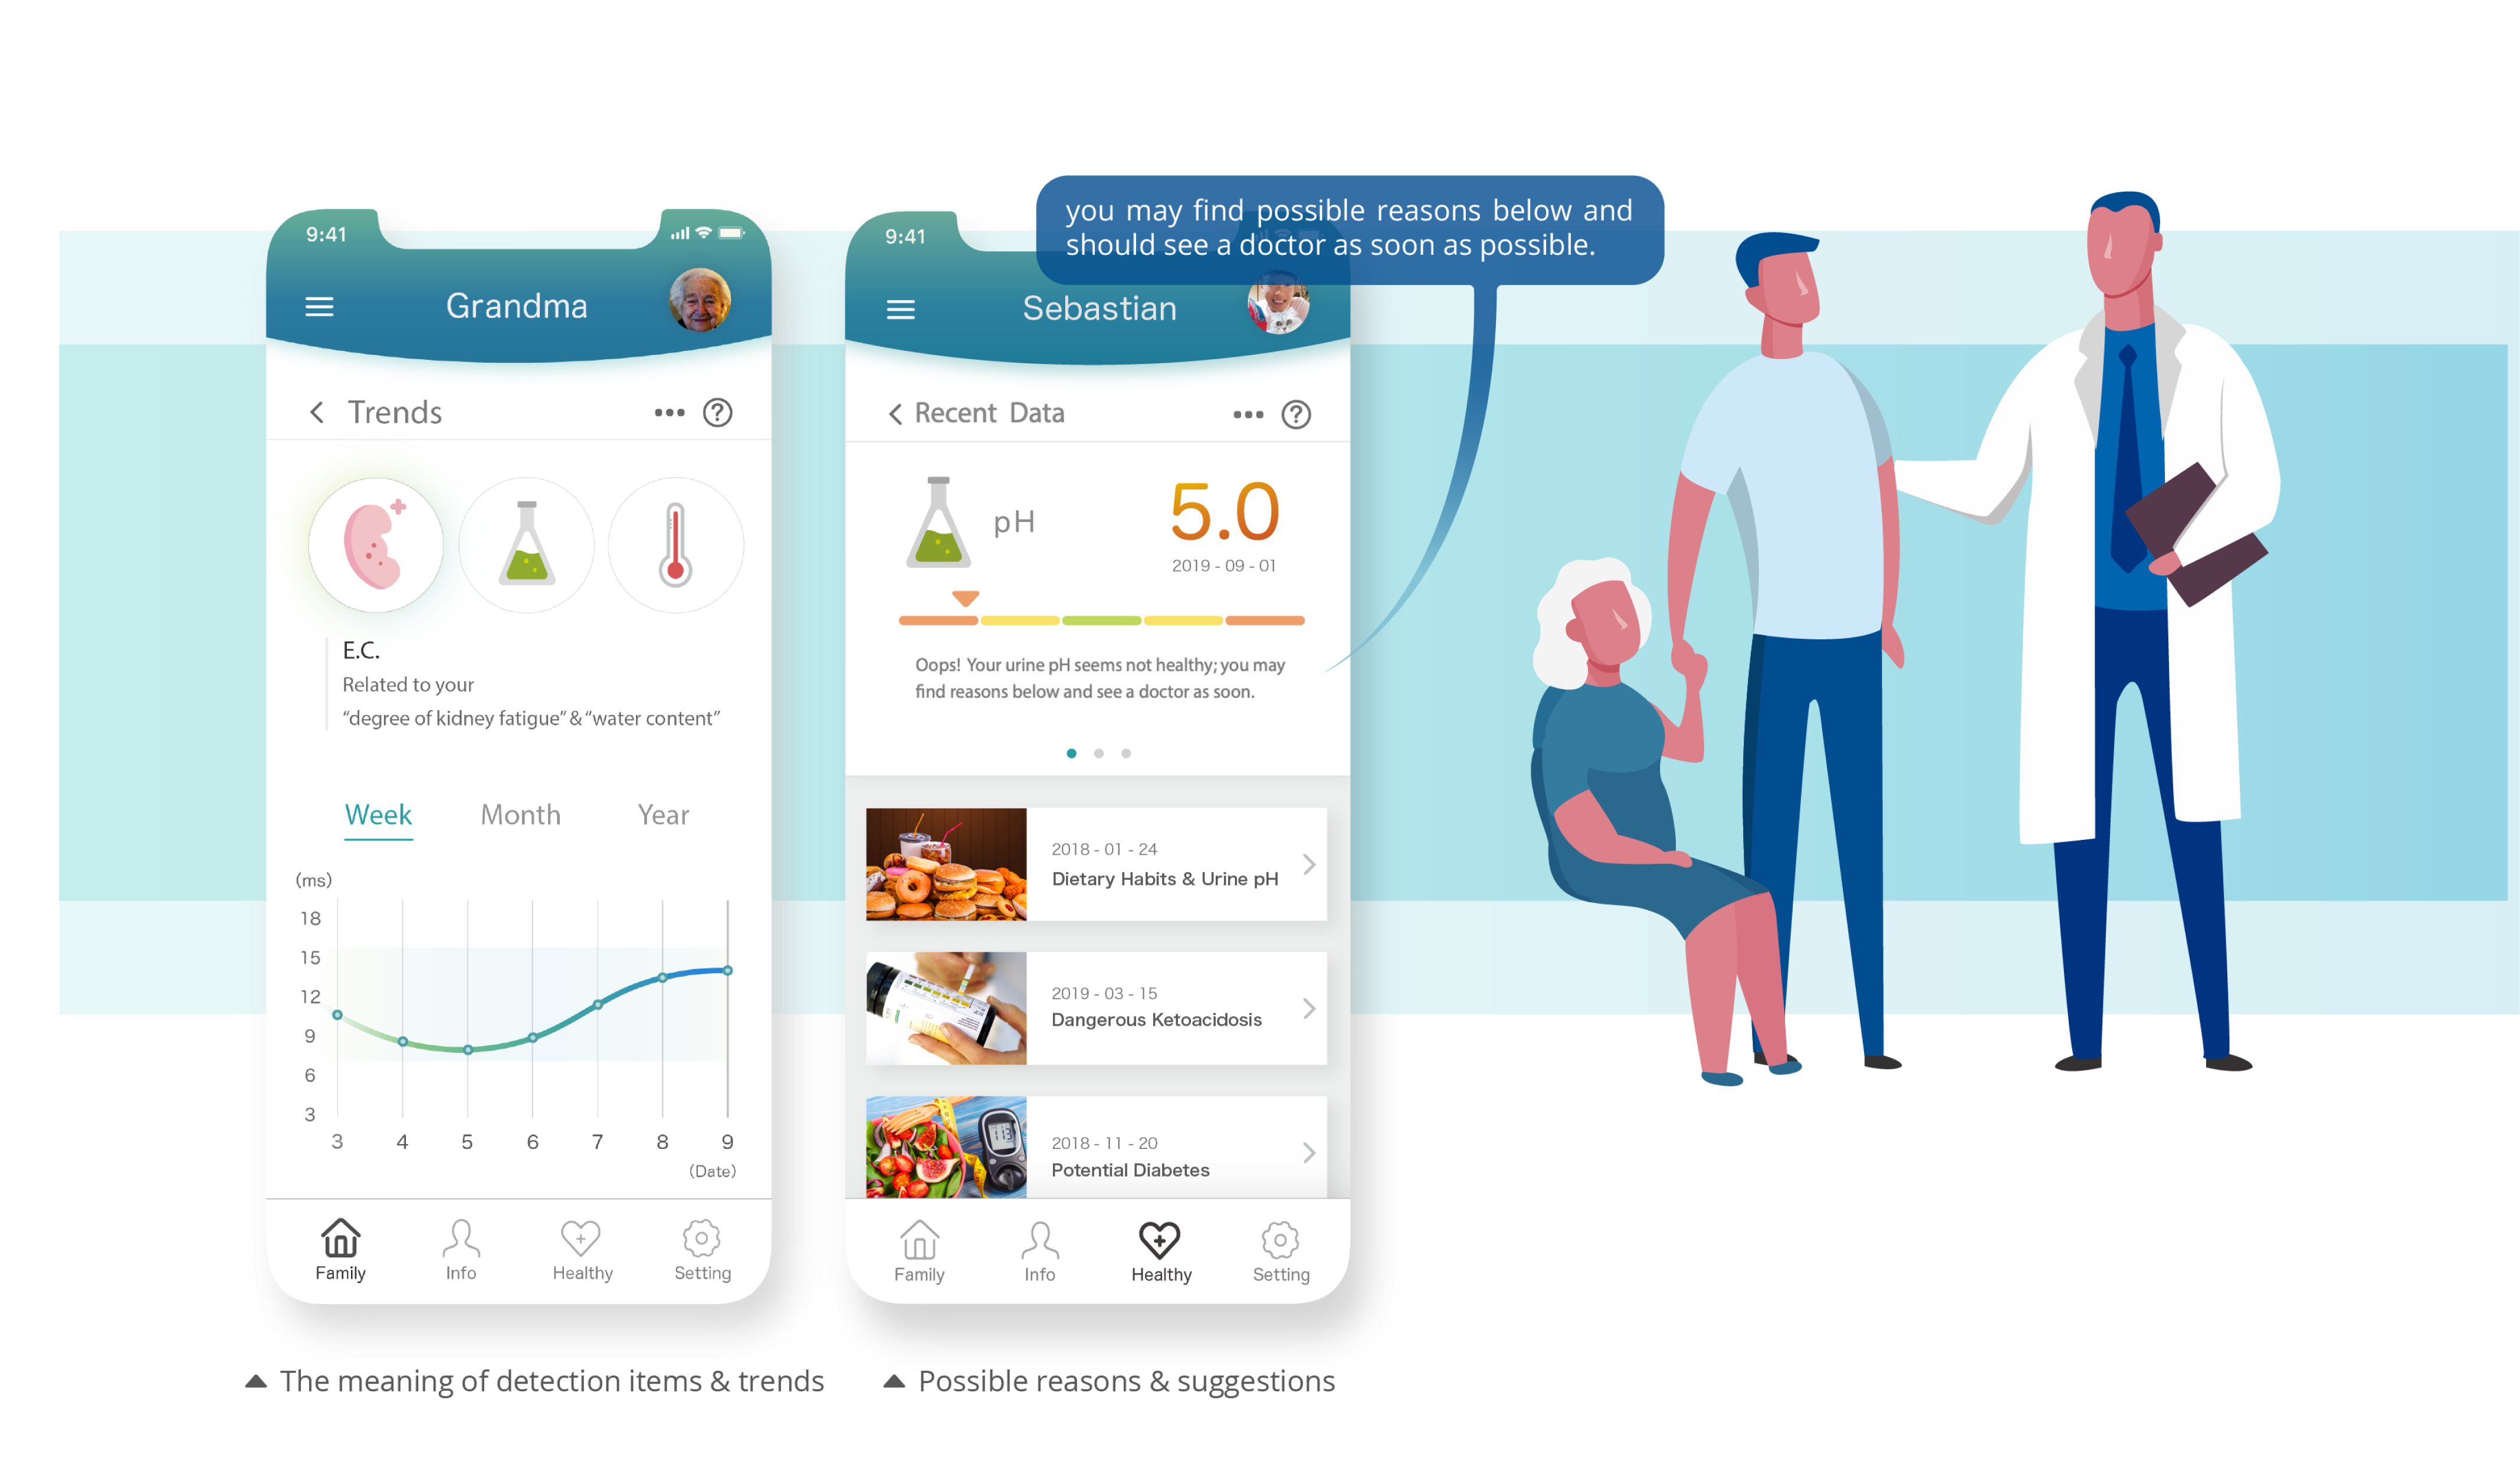 you may find possible reasons below and
should see a doctor as soon as possible.
9:41
Grandma
Trends
E.C.
Related to your
“degree of kidney fatigue” & “water content”
Week Month Year
(ms)
18
15
12
9
6
3
3 4 5 6 7 8 9
(Date)
Family Info Healthy Setting
9:41
Sebastian
Recent Data
pH
5.0
2019 - 09 - 01
Oops! Your urine pH seems not healthy; you may
find reasons below and see a doctor as soon.
2018 - 01 - 24
Dietary Habits & Urine pH
2019 - 03 - 15
Dangerous Ketoacidosis
113
2018 - 11 - 20
Potential Diabetes
Family Info Healthy Setting
The meaning of detection items & trends
Possible reasons & suggestions